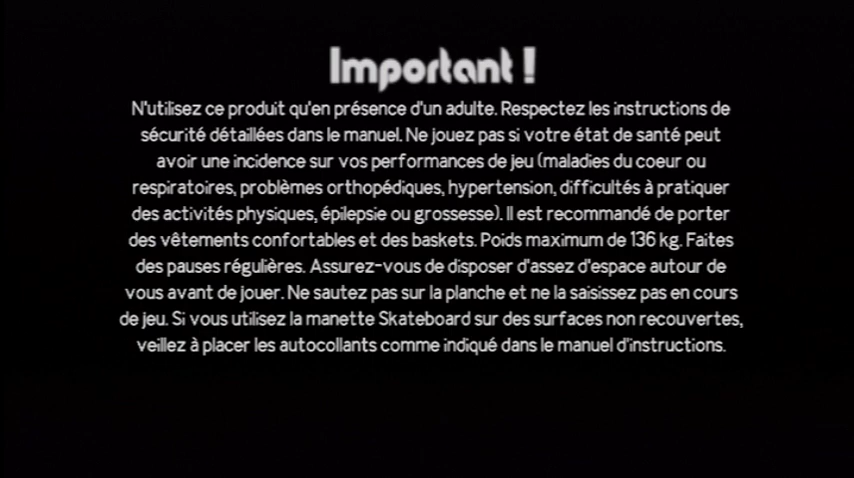 Important !
N'utilisez ce produit qu'en présence d'un adulte. Respectez les instructions de
sécurité détaillées dans le manuel. Ne jouez pas si votre état de santé peut
avoir une incidence sur vos performances de jeu (maladies du coeur ou
respiratoires, problèmes orthopédiques, hypertension, difficultés à pratiquer
des activités physiques, épilepsie ou grossesse). Il est recommandé de porter
des vêtements confortables et des baskets. Poids maximum de 136 kg. Faites
des pauses régulières. Assurez-vous de disposer d'assez d'espace autour de
vous avant de jouer. Ne sautez pas sur la planche et ne la saisissez pas en cours
de jeu. Si vous utilisez la manette Skateboard sur des surfaces non recouvertes,
veillez à placer les autocollants comme indiqué dans le manuel d'instructions.